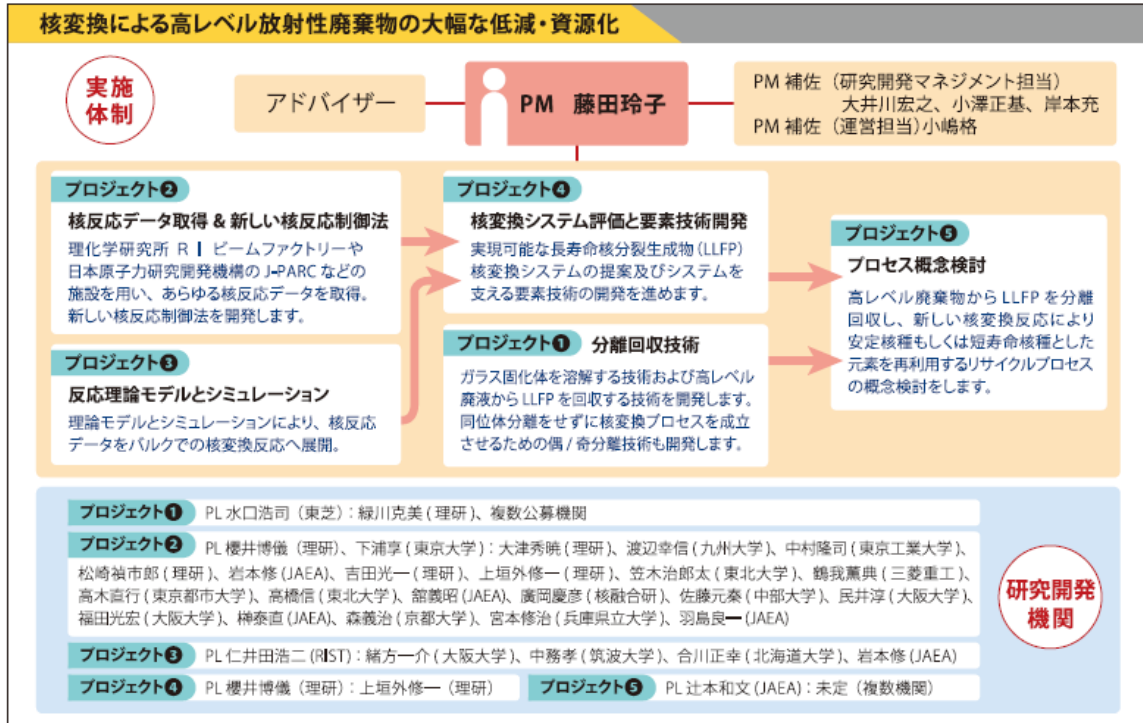 核変換による高レベル放射性廃棄物の大幅な低減・資源化
実施
体制
アドバイザー
PM 藤田玲子
PM 補佐（研究開発マネジメント担当）
大井川宏之、小澤正基、岸本充
PM 補佐（運営担当）小嶋格
プロジェクト❷
核反応データ取得 & 新しい核反応制御法
理化学研究所 R I ビームファクトリーや
日本原子力研究開発機構の J-PARC などの
施設を用い、あらゆる核反応データを取得。
新しい核反応制御法を開発します。
プロジェクト❸
反応理論モデルとシミュレーション
理論モデルとシミュレーションにより、核反応
データをバルクでの核変換反応へ展開。
プロジェクト❹
核変換システム評価と要素技術開発
実現可能な長寿命核分裂生成物(LLFP)
核変換システムの提案及びシステムを
支える要素技術の開発を進めます。
プロジェクト❶ 分離回収技術
ガラス固化体を溶解する技術および高レベル
廃液から LLFP を回収する技術を開発します。
同位体分離をせずに核変換プロセスを成立
させるための偶 / 奇分離技術も開発します。
プロジェクト❺
プロセス概念検討
高レベル廃棄物から LLFP を分離
回収し、新しい核変換反応により
安定核種もしくは短寿命核種とした
元素を再利用するリサイクルプロセス
の概念検討をします。
プロジェクト❶ PL 水口浩司（東芝）：緑川克美 ( 理研 )、複数公募機関
プロジェクト❷ PL 櫻井博儀（理研）、下浦享 ( 東京大学 )：大津秀暁 ( 理研 )、渡辺幸信 ( 九州大学 )、中村隆司 ( 東京工業大学 )、
松崎禎市郎 ( 理研 )、岩本修 (JAEA)、吉田光一 ( 理研 )、上垣外修一 ( 理研 )、笠木治郎太 ( 東北大学 )、鶴我薫典 ( 三菱重工 )、
高木直行 ( 東京都市大学 )、高橋信 ( 東北大学 )、舘義昭 (JAEA)、廣岡慶彦 ( 核融合研 )、佐藤元泰 ( 中部大学 )、民井淳 ( 大阪大学 )、
福田光宏 ( 大阪大学 )、榊泰直 (JAEA)、森義治 ( 京都大学 )、宮本修治 ( 兵庫県立大学 )、羽島良一 (JAEA)
プロジェクト❸ PL 仁井田浩二 (RIST)：緒方一介 ( 大阪大学 )、中務孝 ( 筑波大学 )、合川正幸 ( 北海道大学 )、岩本修 (JAEA)
プロジェクト❹ PL 櫻井博儀（理研）：上垣外修一（理研）
プロジェクト❺ PL 辻本和文 (JAEA)：未定（複数機関）
研究開発
機関